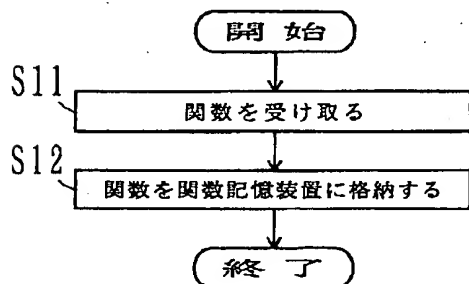 開始
S11
関数を受け取る
S12
関数を関数記憶装置に格納する
終了